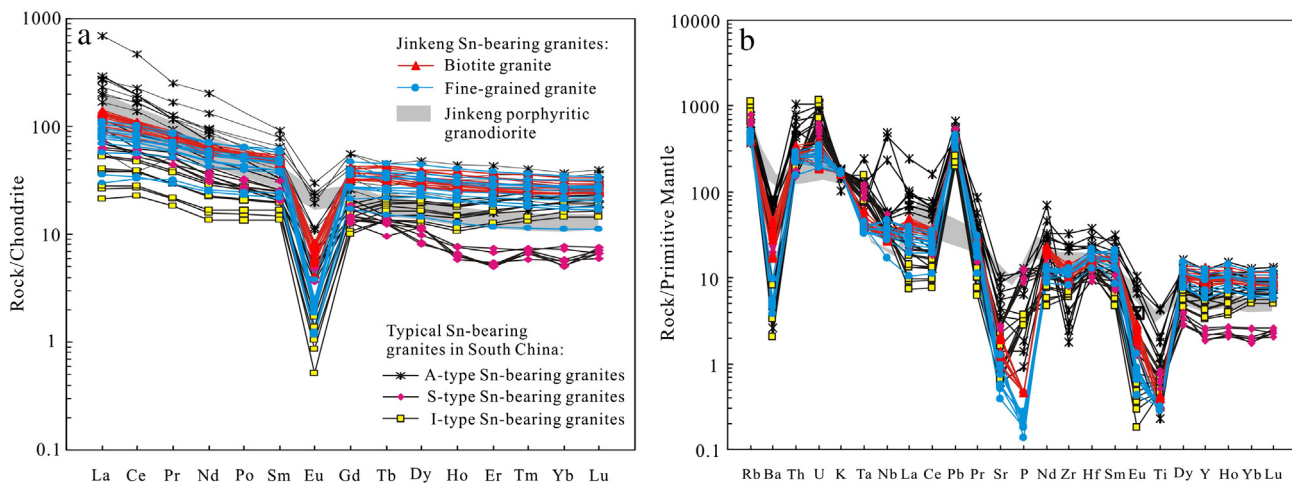 a
Rock/Chondrite
1000
100
10
1
0.1
Jinkeng Sn-bearing granites:
Biotite granite
Fine-grained granite
Jinkeng porphyritic
granodiorite
Typical Sn-bearing
granites in South China:
A-type Sn-bearing granites
S-type Sn-bearing granites
I-type Sn-bearing granites
La Ce Pr Nd Po Sm Eu Gd Tb Dy Ho Er Tm Yb Lu
b
Rock/Primitive Mantle
10000
1000
100
10
1
0.1
Rb Ba Th U K Ta Nb La Ce Pb Pr Sr P Nd Zr Hf Sm Eu Ti Dy Y Ho Yb Lu